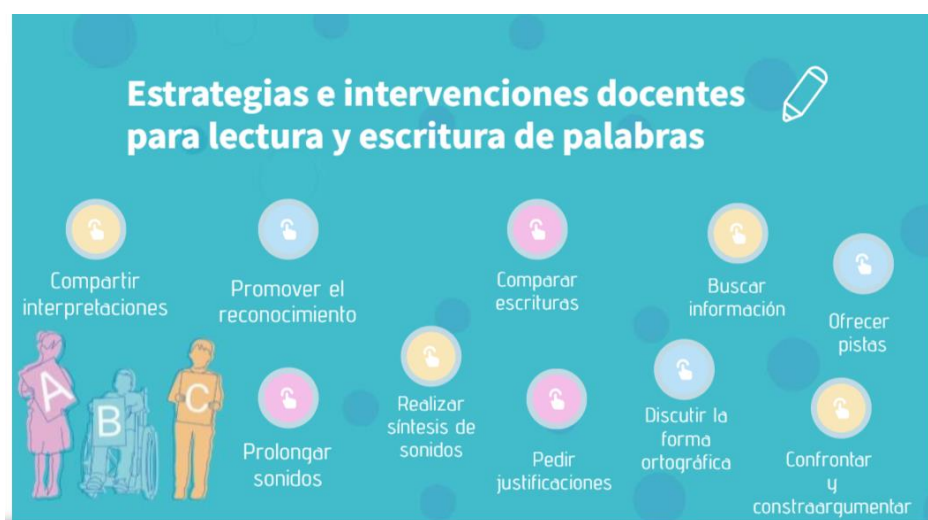 Estrategias e intervenciones docentes
para lectura y escritura de palabras
Compartir
interpretaciones
Promover el
reconocimiento
Comparar
escrituras
Buscar
información
Ofrecer
pistas
A
B
C
Prolongar
sonidos
Realizar
síntesis de
sonidos
Pedir
justificaciones
Discutir la
forma
ortográfica
Confrontar
y
constraargumentar